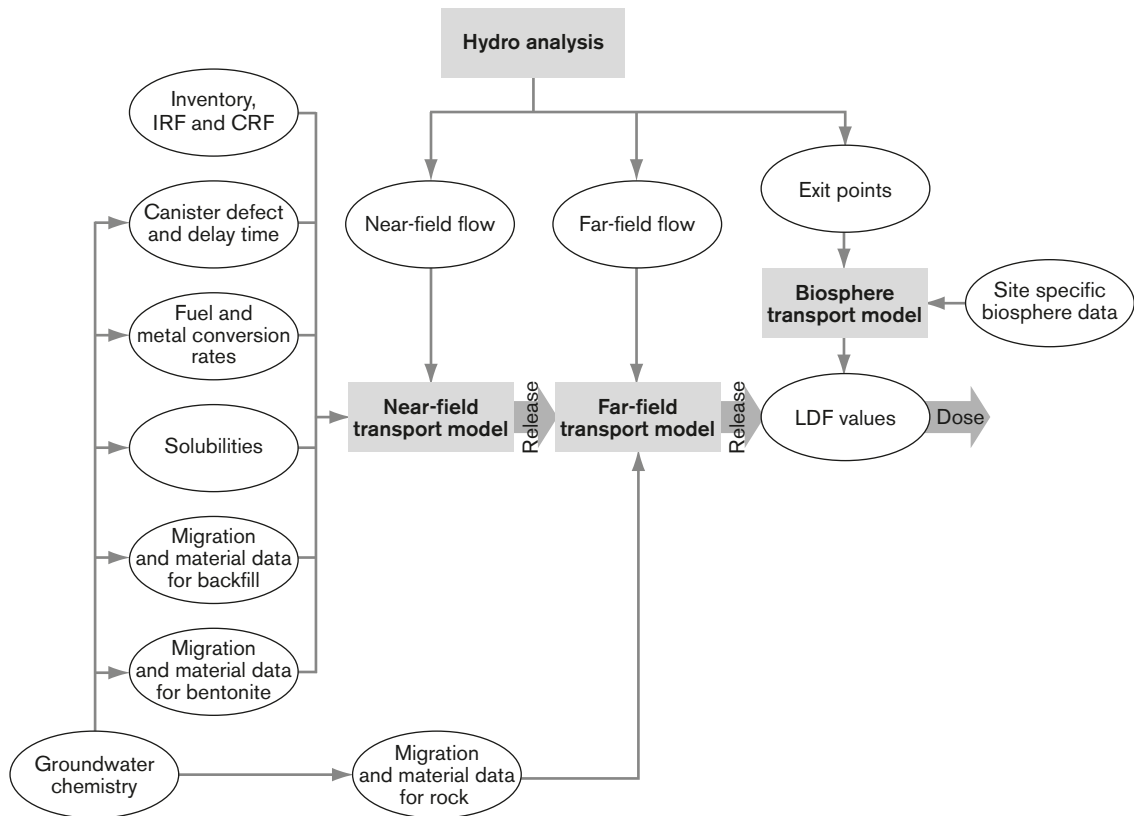 Hydro analysis
Inventory,
IRF and CRF
Canister defect
and delay time
Near-field flow
Far-field flow
Exit points
Fuel and
metal conversion
rates
Biosphere
transport model
Site specific
biosphere data
Near-field
transport model
Release
Far-field
transport model
Release
LDF values
Dose
Solubilities
Migration
and material data
for backfill
Migration
and material data
for bentonite
Groundwater
chemistry
Migration
and material data
for rock